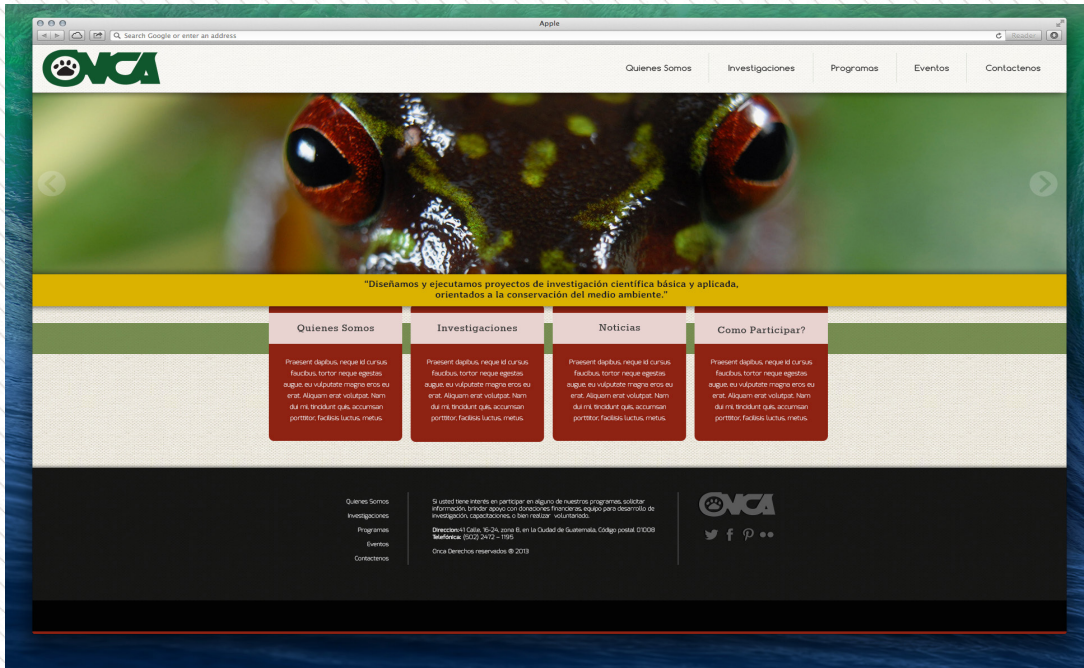 Apple
Search Google or enter an address
Reader
ONCA
Quienes Somos
Investigaciones
Programas
Eventos
Contactenos
"Diseñamos y ejecutamos proyectos de investigación científica básica y aplicada,
orientados a la conservación del medio ambiente."
Quienes Somos
Praesent dapibus, neque id cursus
faucibus, tortor neque egestas
augue, eu vulputate magna eros eu
erat. Aliquam erat volutpat. Nam
dui mi, tincidunt quis, accumsan
porttitor, facilisis luctus, metus.
Investigaciones
Praesent dapibus, neque id cursus
faucibus, tortor neque egestas
augue, eu vulputate magna eros eu
erat. Aliquam erat volutpat. Nam
dui mi, tincidunt quis, accumsan
porttitor, facilisis luctus, metus.
Noticias
Praesent dapibus, neque id cursus
faucibus, tortor neque egestas
augue, eu vulputate magna eros eu
erat. Aliquam erat volutpat. Nam
dui mi, tincidunt quis, accumsan
porttitor, facilisis luctus, metus.
Como Participar?
Praesent dapibus, neque id cursus
faucibus, tortor neque egestas
augue, eu vulputate magna eros eu
erat. Aliquam erat volutpat. Nam
dui mi, tincidunt quis, accumsan
porttitor, facilisis luctus, metus.
Quienes Somos
Investigaciones
Programas
Eventos
Contactenos
Si usted tiene interés en participar en alguno de nuestros programas, solicitar
información, brinder apoyo con donaciones financieras, equipo para desarrollo de
investigación, capacitaciones, o bien realizar voluntariado.
Direccion:41 Calle, 16-24, zona 8, en la Ciudad de Guatemala, Código postal 01008
Telefónica: (502) 2472 – 1195
Onca Derechos reservados ® 2013
ONCA